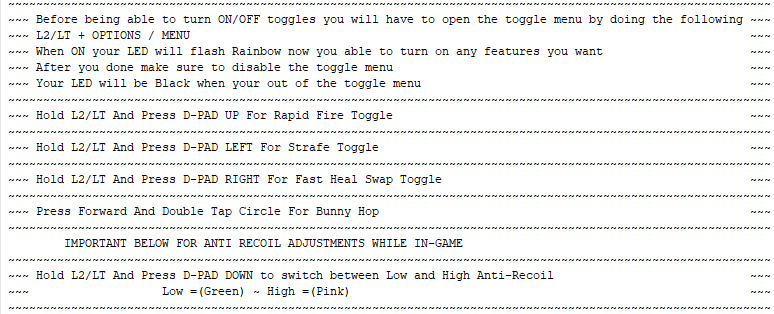 ~~~~~~~~~~~~~~~~~~~~~~~~~~~~~~~~~~~~~~~~~~~~~~~~~~~~~~~~~~~~~~~~~~~~~~~~~~~~~~~~~~~~~~~~~~~~~~~~~~~~~~~~~~~~~
~~~ Before being able to turn ON/OFF toggles you will have to open the toggle menu by doing the following ~~~
~~~ L2/LT + OPTIONS / MENU ~~~
~~~ When ON your LED will flash Rainbow now you able to turn on any features you want ~~~
~~~ After you done make sure to disable the toggle menu ~~~
~~~ Your LED will be Black when your out of the toggle menu ~~~
~~~~~~~~~~~~~~~~~~~~~~~~~~~~~~~~~~~~~~~~~~~~~~~~~~~~~~~~~~~~~~~~~~~~~~~~~~~~~~~~~~~~~~~~~~~~~~~~~~~~~~~~~~~~~
~~~ Hold L2/LT And Press D-PAD UP For Rapid Fire Toggle ~~~
~~~~~~~~~~~~~~~~~~~~~~~~~~~~~~~~~~~~~~~~~~~~~~~~~~~~~~~~~~~~~~~~~~~~~~~~~~~~~~~~~~~~~~~~~~~~~~~~~~~~~~~~~~~~~
~~~ Hold L2/LT And Press D-PAD LEFT For Strafe Toggle ~~~
~~~~~~~~~~~~~~~~~~~~~~~~~~~~~~~~~~~~~~~~~~~~~~~~~~~~~~~~~~~~~~~~~~~~~~~~~~~~~~~~~~~~~~~~~~~~~~~~~~~~~~~~~~~~~
~~~ Hold L2/LT And Press D-PAD RIGHT For Fast Heal Swap Toggle ~~~
~~~~~~~~~~~~~~~~~~~~~~~~~~~~~~~~~~~~~~~~~~~~~~~~~~~~~~~~~~~~~~~~~~~~~~~~~~~~~~~~~~~~~~~~~~~~~~~~~~~~~~~~~~~~~
~~~ Press Forward And Double Tap Circle For Bunny Hop ~~~
~~~~~~~~~~~~~~~~~~~~~~~~~~~~~~~~~~~~~~~~~~~~~~~~~~~~~~~~~~~~~~~~~~~~~~~~~~~~~~~~~~~~~~~~~~~~~~~~~~~~~~~~~~~~~
IMPORTANT BELOW FOR ANTI RECOIL ADJUSTMENTS WHILE IN-GAME
~~~~~~~~~~~~~~~~~~~~~~~~~~~~~~~~~~~~~~~~~~~~~~~~~~~~~~~~~~~~~~~~~~~~~~~~~~~~~~~~~~~~~~~~~~~~~~~~~~~~~~~~~~~~~
~~~ Hold L2/LT And Press D-PAD DOWN to switch between Low and High Anti-Recoil ~~~
~~~ Low =(Green) ~ High =(Pink) ~~~
~~~~~~~~~~~~~~~~~~~~~~~~~~~~~~~~~~~~~~~~~~~~~~~~~~~~~~~~~~~~~~~~~~~~~~~~~~~~~~~~~~~~~~~~~~~~~~~~~~~~~~~~~~~~~